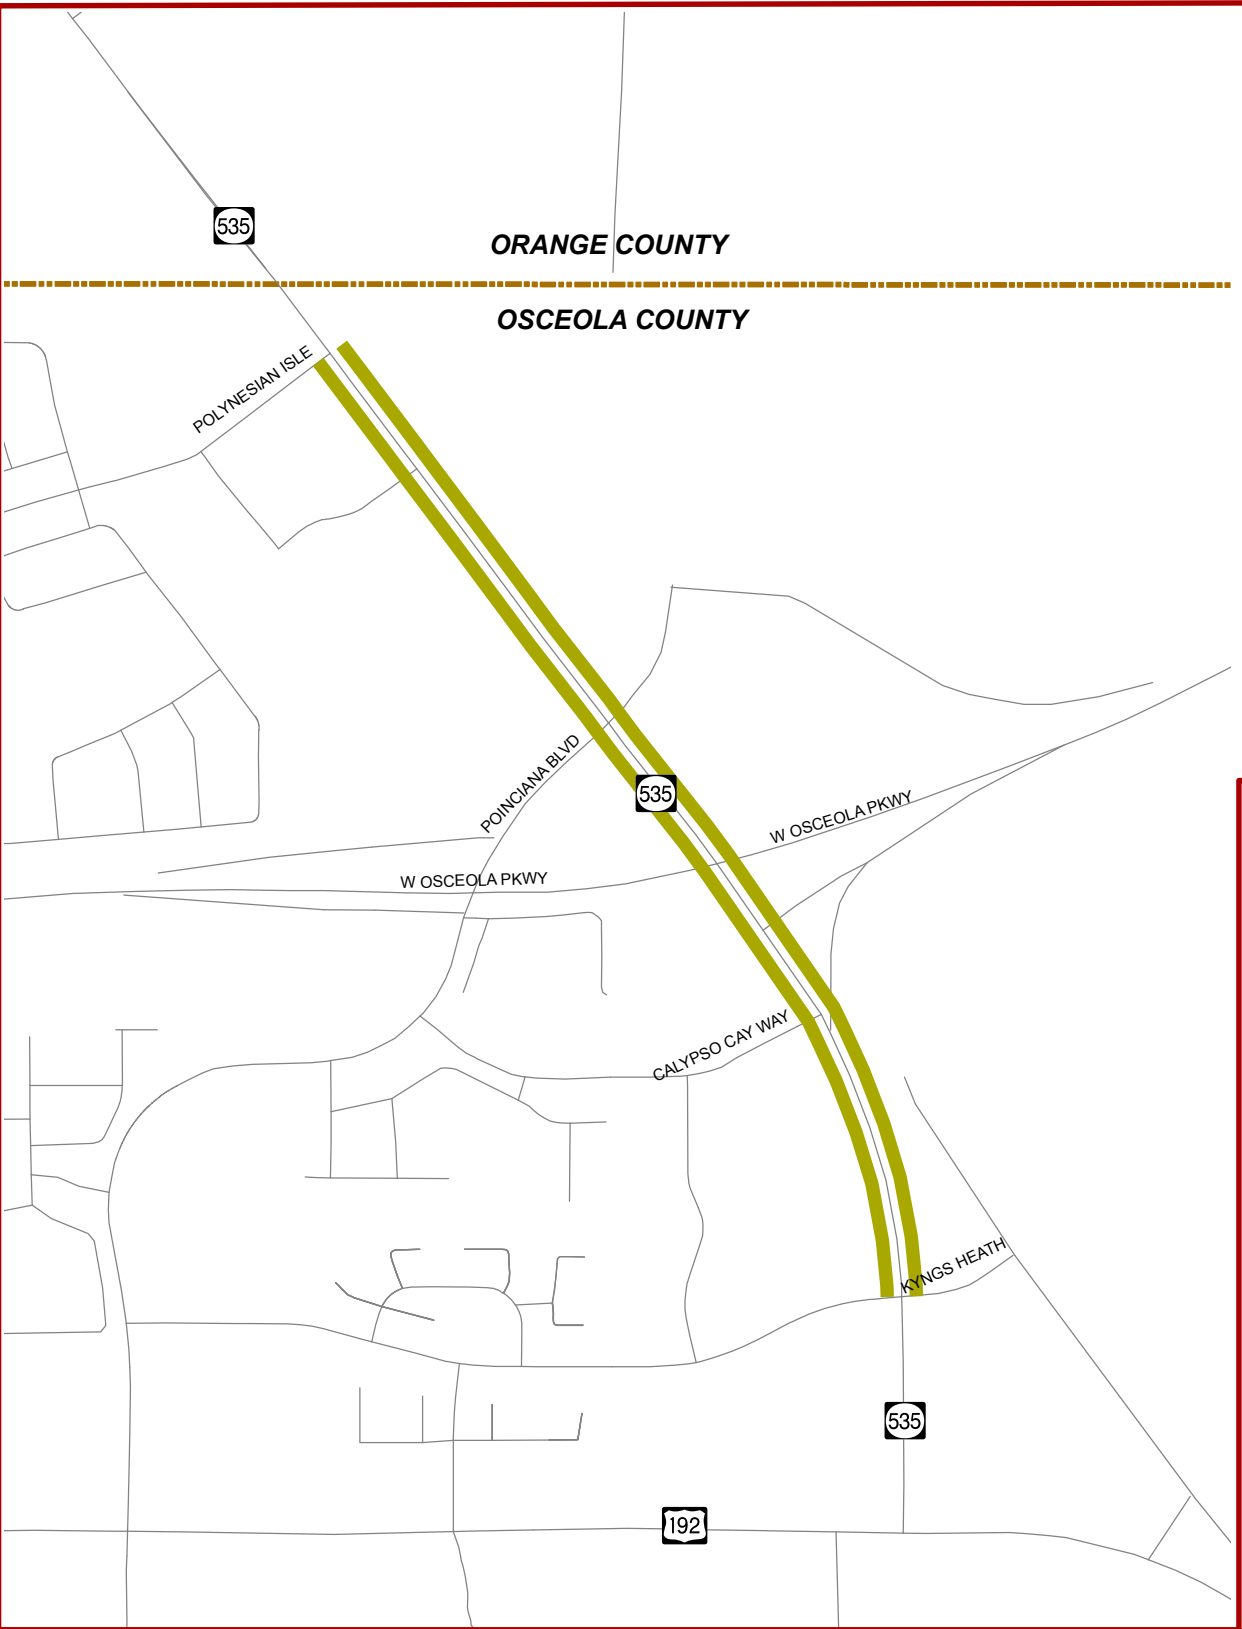 535
ORANGE COUNTY
OSCEOLA COUNTY
POLYNESIAN ISLE
POINCIANA BLVD
535
W OSCEOLA PKWY
W OSCEOLA PKWY
CALYPSO CAY WAY
KYNGS HEATH
535
192